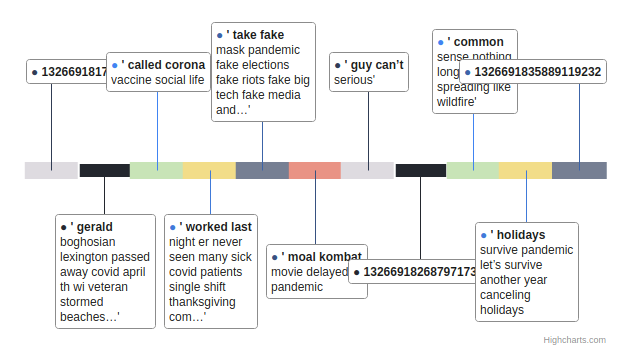 ● 1326691817
● ' called corona
vaccine social life
● ' take fake
mask pandemic
fake elections
fake riots fake big
tech fake media
and…'
● ' guy can’t
serious'
● ' common
sense nothing
long
spreading like
wildfire'
● 1326691835889119232
● ' gerald
boghosian
lexington passed
away covid april
th wi veteran
stormed
beaches…'
● ' worked last
night er never
seen many sick
covid patients
single shift
thanksgiving
com…'
● ' moal kombat
movie delayed
pandemic
● 13266918268797173
● ' holidays
survive pandemic
let’s survive
another year
canceling
holidays
Highcharts.com